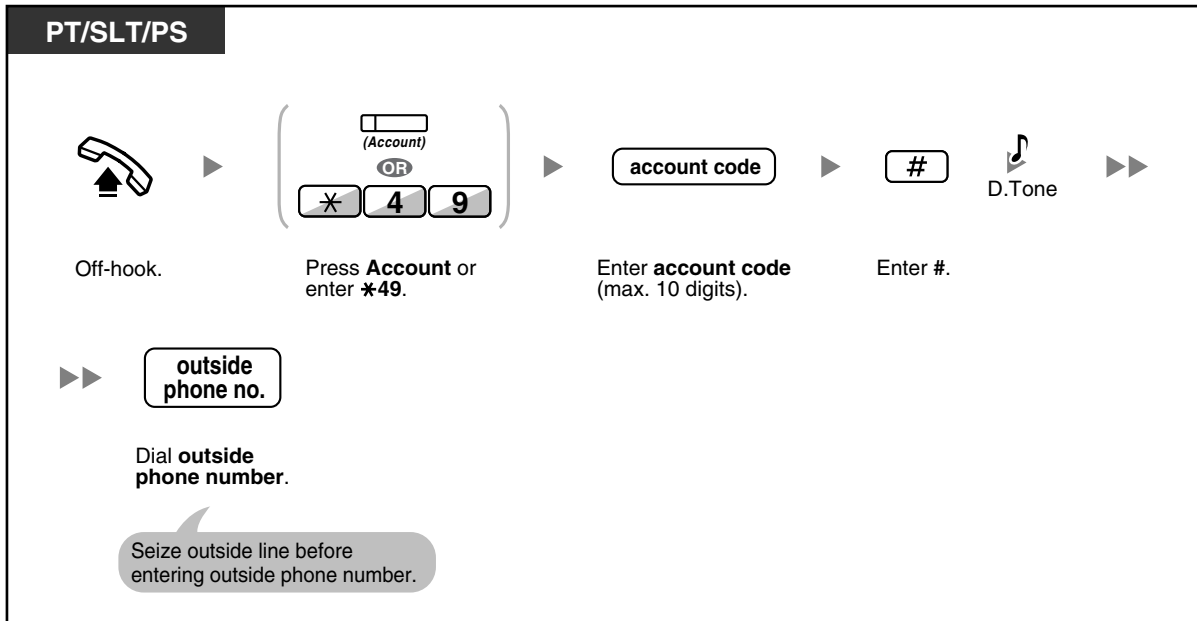 PT/SLT/PS
(Account)
OR
✳ 4 9
account code
#
D.Tone
Off-hook.
Press Account or
enter ✳49.
Enter account code
(max. 10 digits).
Enter #.
outside
phone no.
Dial outside
phone number.
Seize outside line before
entering outside phone number.